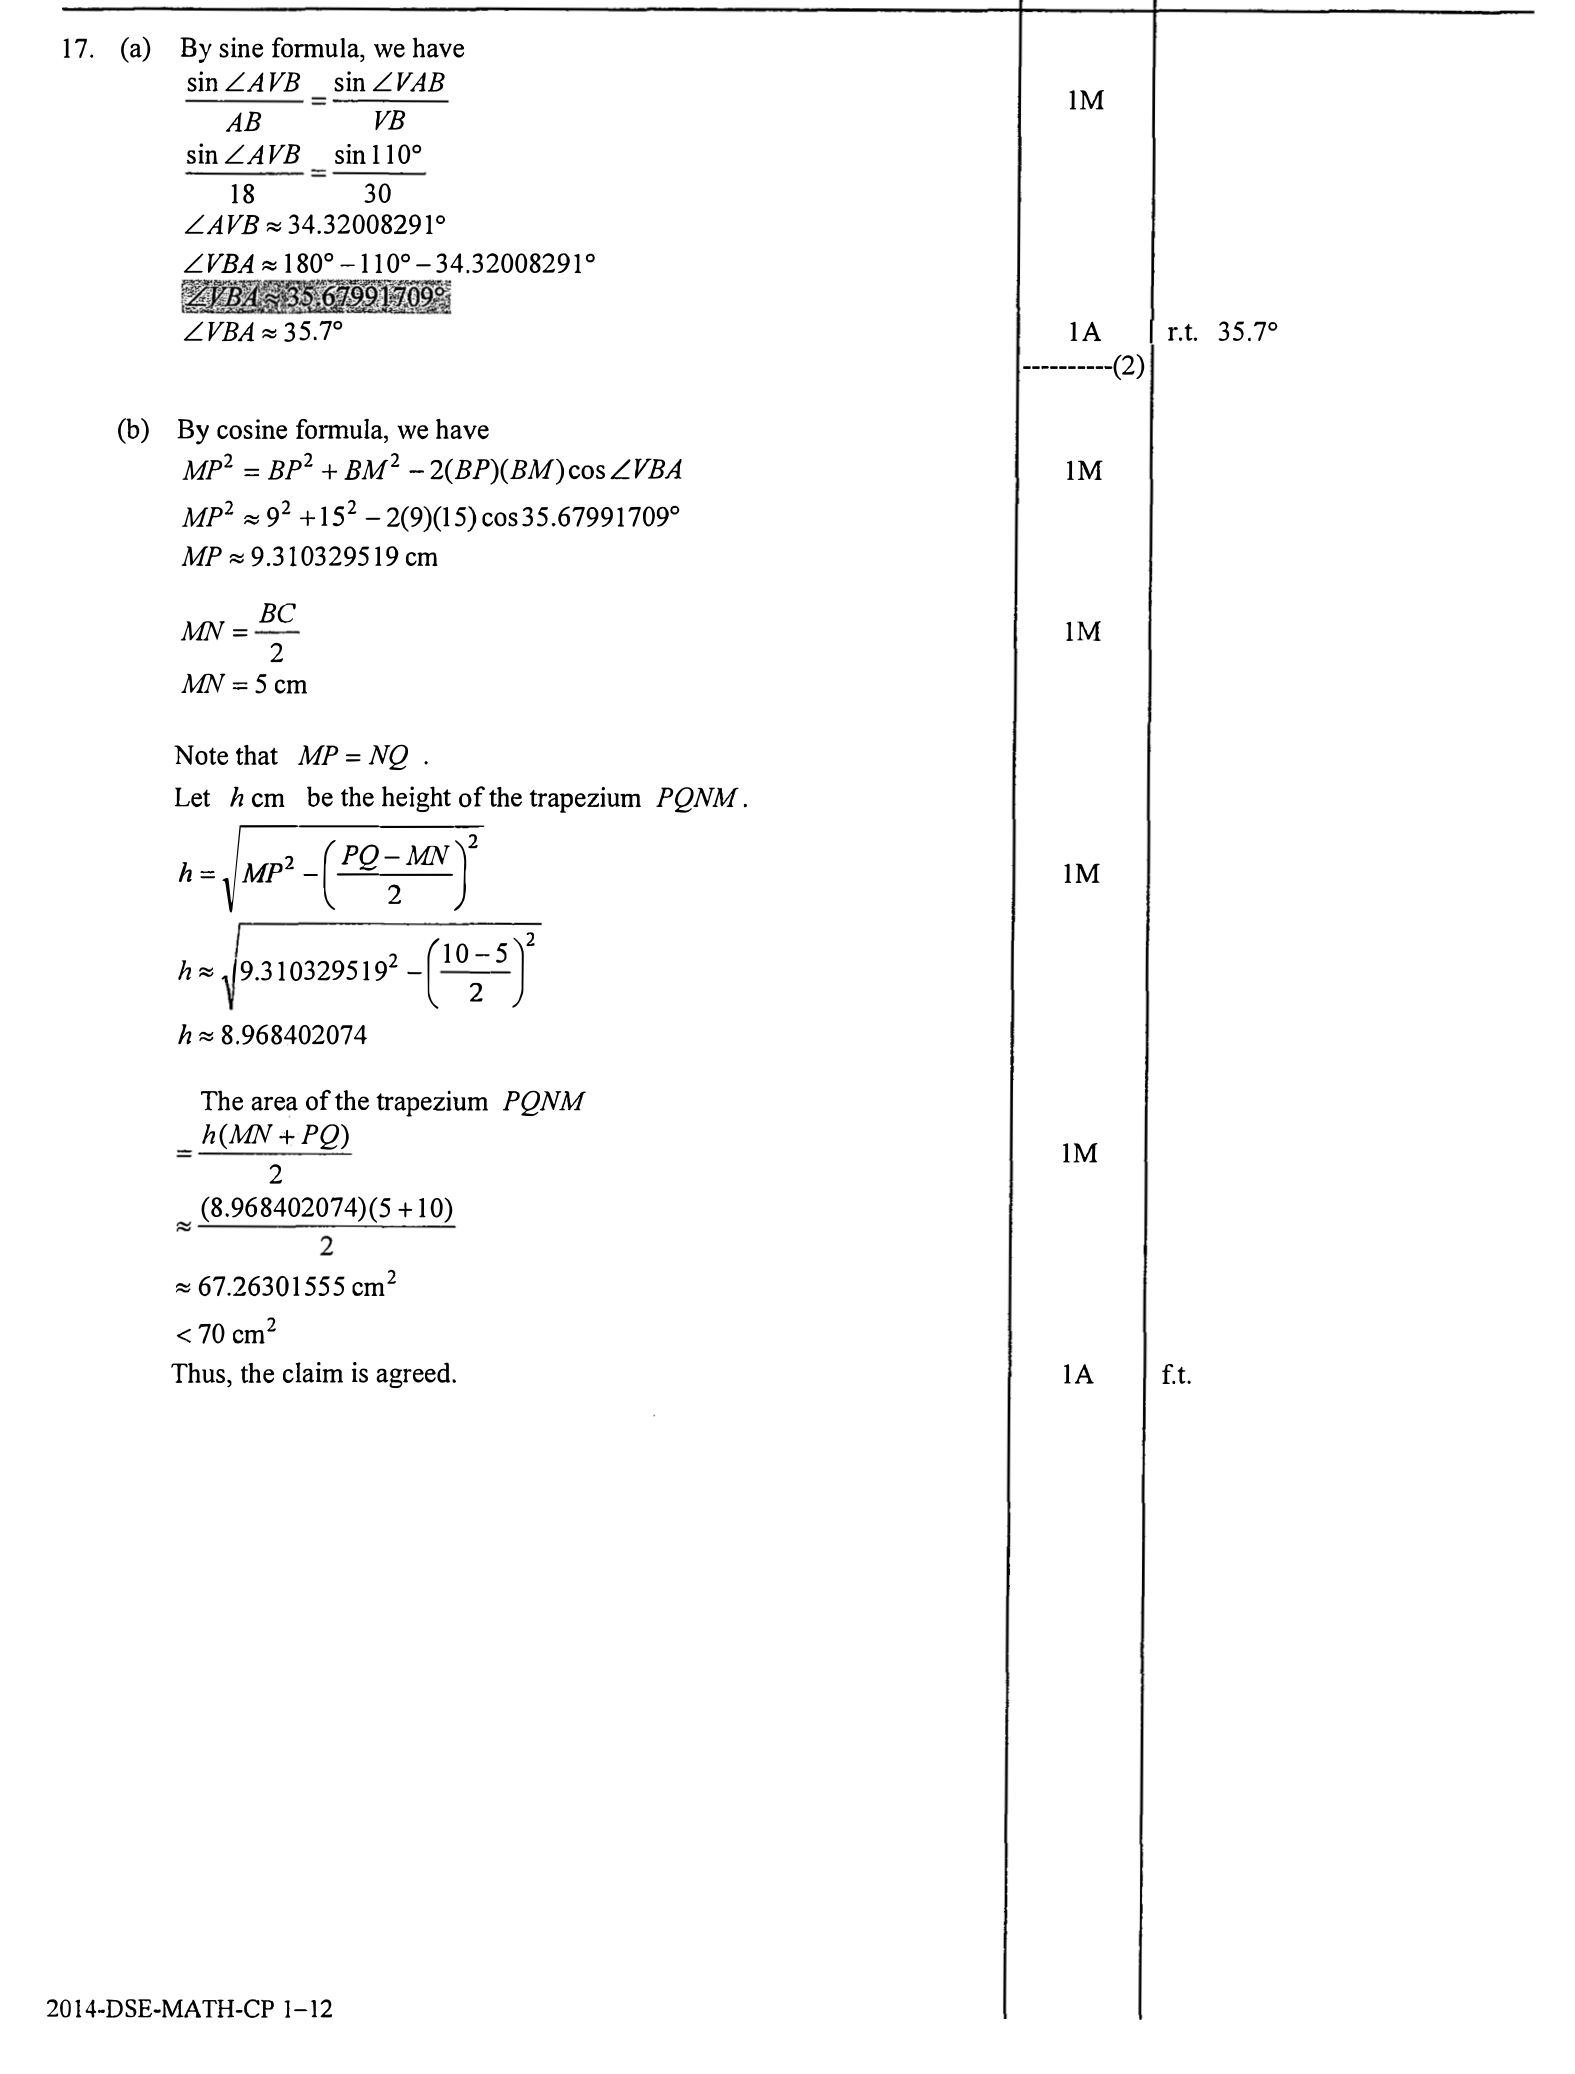 17. (a) By sine formula, we have
sin ∠AVB / AB = sin ∠VAB / VB 1M
sin ∠AVB / 18 = sin 110° / 30
∠AVB ≈ 34.32008291°
∠VBA ≈ 180° – 110° – 34.32008291°
∠VBA ≈ 35.67991709°
∠VBA ≈ 35.7° 1A r.t. 35.7°
----------(2)
(b) By cosine formula, we have
MP² = BP² + BM² – 2(BP)(BM) cos ∠VBA 1M
MP² ≈ 9² + 15² – 2(9)(15) cos 35.67991709°
MP ≈ 9.310329519 cm
MN = BC / 2 1M
MN = 5 cm
Note that MP = NQ .
Let h cm be the height of the trapezium PQNM .
h = √(MP² – ((PQ – MN) / 2)²) 1M
h ≈ √(9.310329519² – ((10 – 5) / 2)²)
h ≈ 8.968402074
The area of the trapezium PQNM
= h(MN + PQ) / 2 1M
≈ (8.968402074)(5 + 10) / 2
≈ 67.26301555 cm²
< 70 cm²
Thus, the claim is agreed. 1A f.t.
2014-DSE-MATH-CP 1–12